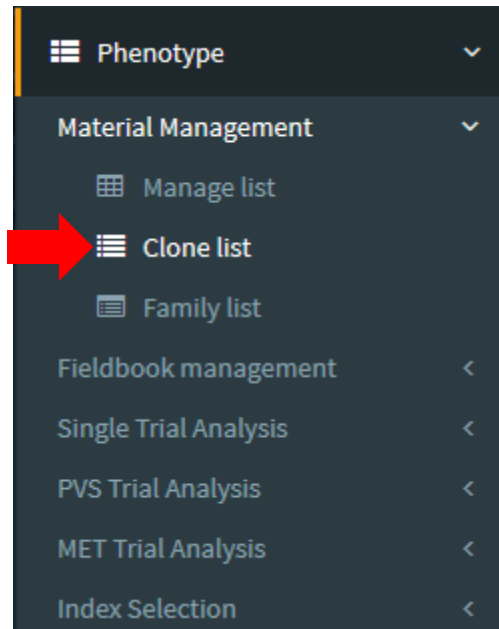 Phenotype
Material Management
Manage list
Clone list
Family list
Fieldbook management
Single Trial Analysis
PVS Trial Analysis
MET Trial Analysis
Index Selection